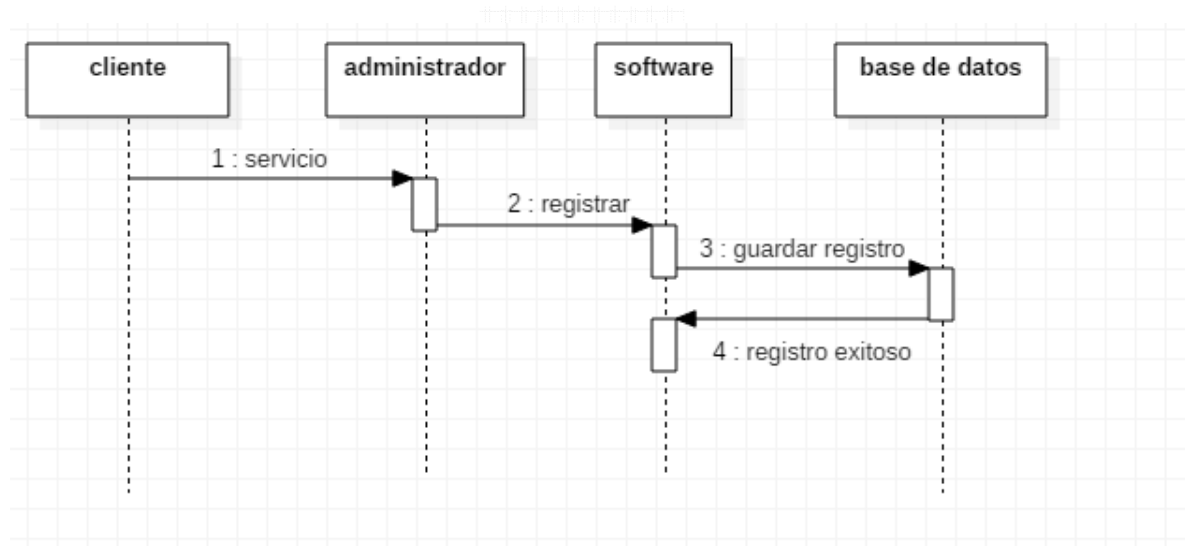 cliente
administrador
software
base de datos
1 : servicio
2 : registrar
3 : guardar registro
4 : registro exitoso